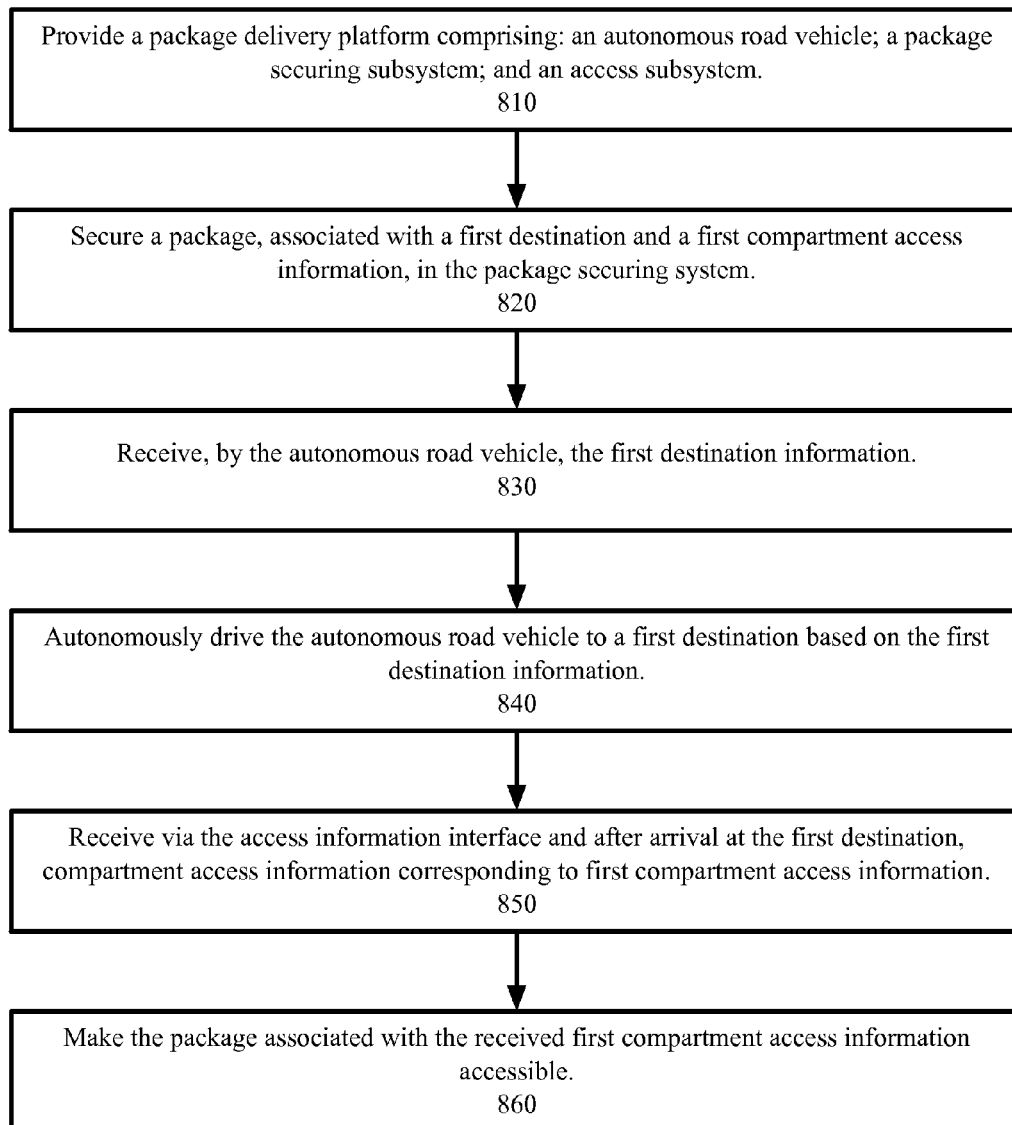 Provide a package delivery platform comprising: an autonomous road vehicle; a package
securing subsystem; and an access subsystem.
810
Secure a package, associated with a first destination and a first compartment access
information, in the package securing system.
820
Receive, by the autonomous road vehicle, the first destination information.
830
Autonomously drive the autonomous road vehicle to a first destination based on the first
destination information.
840
Receive via the access information interface and after arrival at the first destination,
compartment access information corresponding to first compartment access information.
850
Make the package associated with the received first compartment access information
accessible.
860